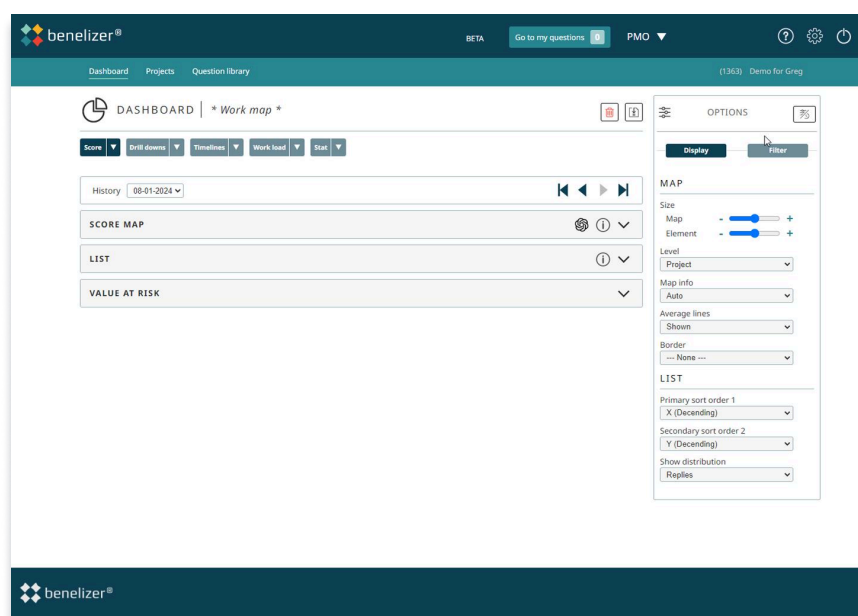 benelizer®
BETA
Go to my questions 0
PMO ▼
Dashboard Projects Question library
(1363) Demo for Greg
DASHBOARD | * Work map *
OPTIONS
Score ▼ Drill downs ▼ Timelines ▼ Work load ▼ Stat ▼
Display Filter
History 08-01-2024
SCORE MAP
LIST
VALUE AT RISK
MAP
Size
Map - +
Element - +
Level
Project
Map info
Auto
Average lines
Shown
Border
--- None ---
LIST
Primary sort order 1
X (Decending)
Secondary sort order 2
Y (Decending)
Show distribution
Replies
benelizer®